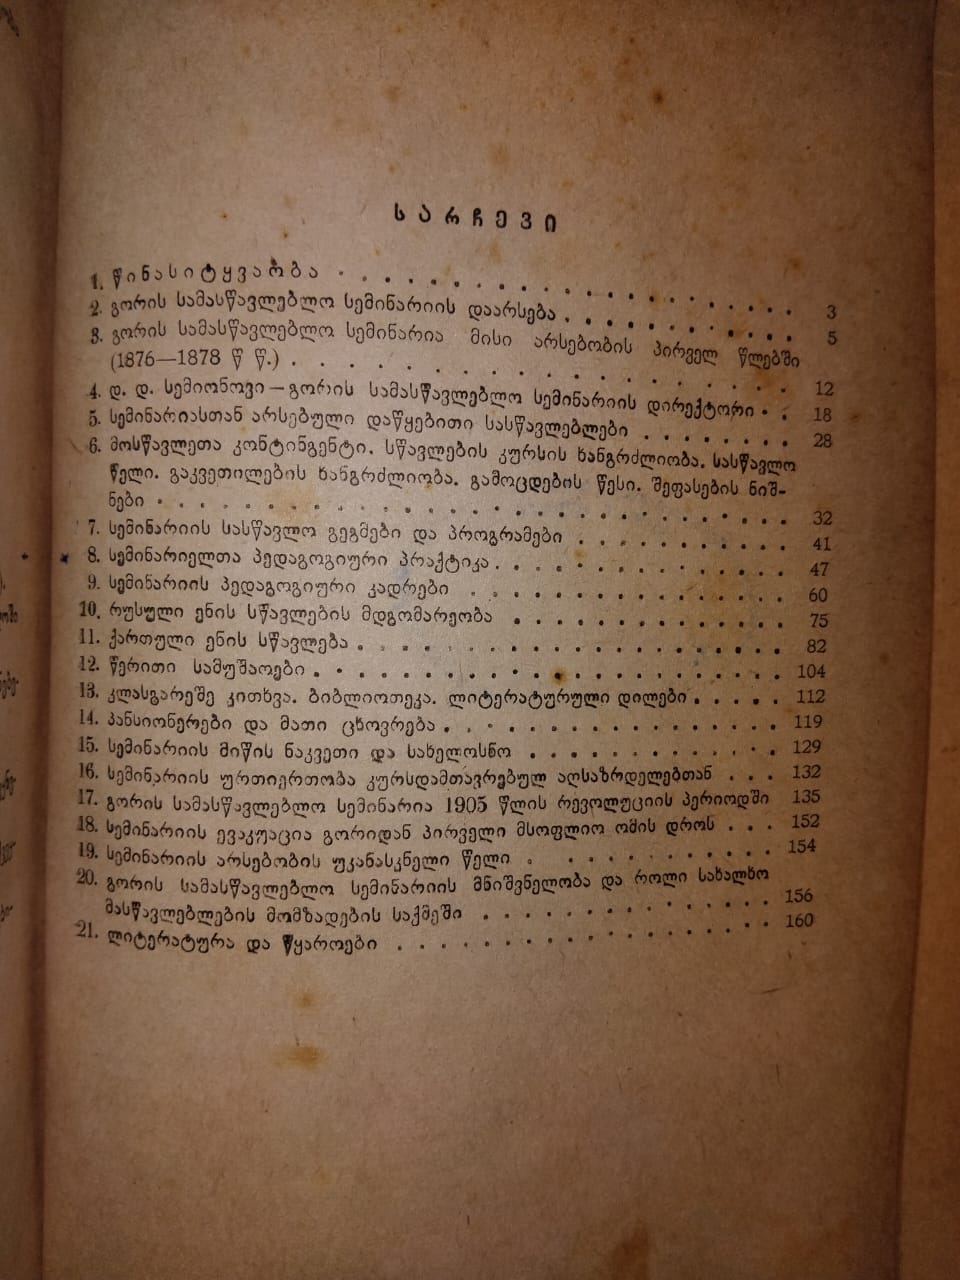 სარჩევი
1. წინასიტყვაობა . . . . . . . . . . . . . . . . 3
2. გორის სამასწავლებლო სემინარიის დაარსება . . . . . . . . . 5
3. გორის სამასწავლებლო სემინარია მისი არსებობის პირველ წლებში
(1876—1878 წ წ.) . . . . . . . . . . . . . . . . 12
4. დ. დ. სემიონოვი — გორის სამასწავლებლო სემინარიის დირექტორი . . 18
5. სემინარიასთან არსებული დაწყებითი სასწავლებლები . . . . . . . 28
6. მოსწავლეთა კონტინგენტი. სწავლების კურსის ხანგრძლიობა. სასწავლო
წელი. გაკვეთილების ხანგრძლიობა. გამოცდების წესი. შეფასების ნიშ-
ნები . . . . . . . . . . . . . . . . . . . . . 32
7. სემინარიის სასწავლო გეგმები და პროგრამები . . . . . . . . . 41
8. სემინარიელთა პედაგოგიური პრაქტიკა . . . . . . . . . . . . 47
9. სემინარიის პედაგოგიური კადრები . . . . . . . . . . . . . 60
10. რუსული ენის სწავლების მდგომარეობა . . . . . . . . . . . 75
11. ქართული ენის სწავლება . . . . . . . . . . . . . . . . 82
12. წერითი სამუშაოები . . . . . . . . . . . . . . . . . 104
13. კლასგარეშე კითხვა. ბიბლიოთეკა. ლიტერატურული დილები . . . . . 112
14. პანსიონერები და მათი ცხოვრება . . . . . . . . . . . . . 119
15. სემინარიის მიწის ნაკვეთი და სახელოსნო . . . . . . . . . . . 129
16. სემინარიის ურთიერთობა კურსდამთავრებულ აღსაზრდელებთან . . . 132
17. გორის სამასწავლებლო სემინარია 1905 წლის რევოლუციის პერიოდში 135
18. სემინარიის ევაკუაცია გორიდან პირველი მსოფლიო ომის დროს . . . 152
19. სემინარიის არსებობის უკანასკნელი წელი . . . . . . . . . . . 154
20. გორის სამასწავლებლო სემინარიის მნიშვნელობა და როლი სახალხო
მასწავლებლების მომზადების საქმეში . . . . . . . . . . . . 156
21. ლიტერატურა და წყაროები . . . . . . . . . . . . . . . 160